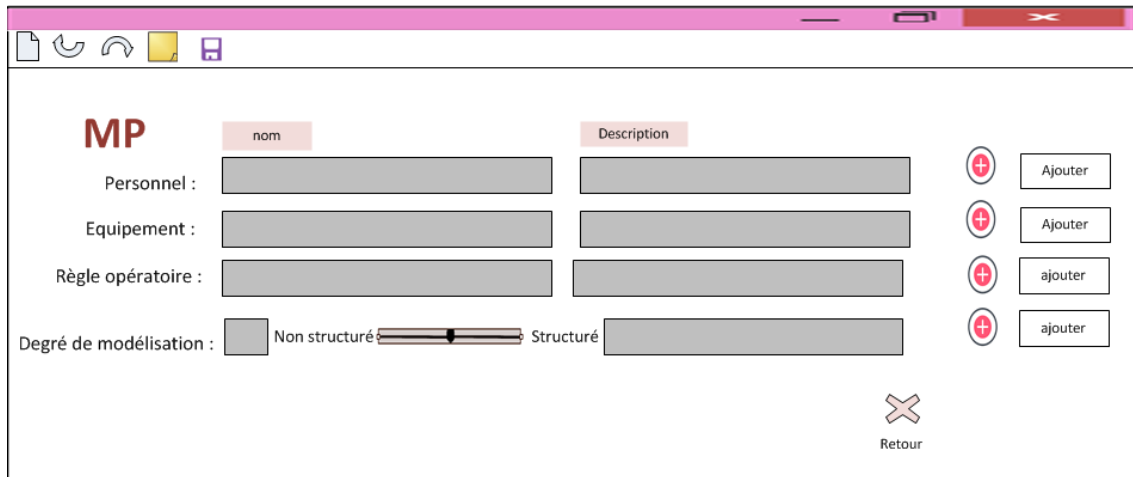 MP
nom
Description
Personnel :
Ajouter
Equipement :
Ajouter
Règle opératoire :
ajouter
Degré de modélisation :
Non structuré
Structuré
ajouter
Retour